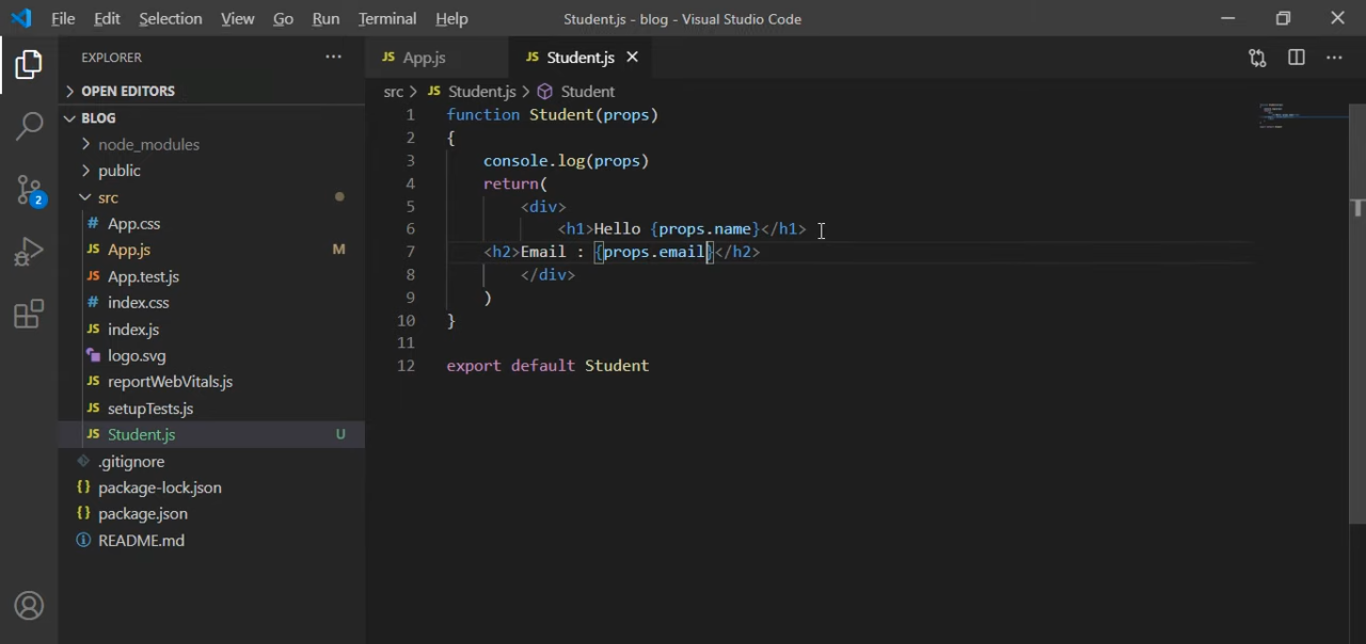 File Edit Selection View Go Run Terminal Help Student.js - blog - Visual Studio Code
EXPLORER ...
OPEN EDITORS
BLOG
node_modules
public
src
# App.css
JS App.js M
JS App.test.js
# index.css
JS index.js
logo.svg
JS reportWebVitals.js
JS setupTests.js
JS Student.js U
.gitignore
{} package-lock.json
{} package.json
README.md
2
JS App.js JS Student.js
src > JS Student.js > Student
1 function Student(props)
2 {
3 console.log(props)
4 return(
5 <div>
6 <h1>Hello {props.name}</h1>
7 <h2>Email : {props.email}</h2>
8 </div>
9 )
10 }
11
12 export default Student